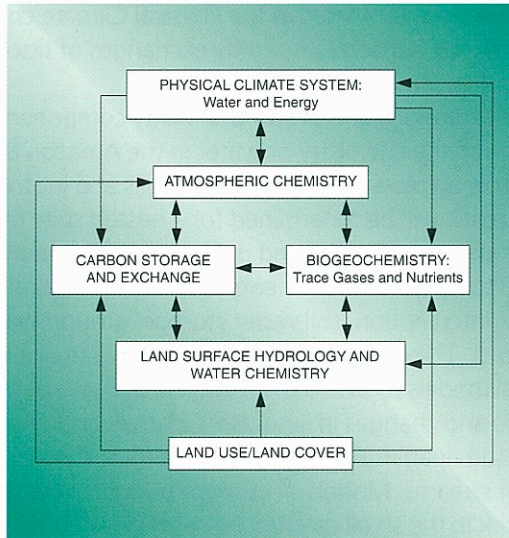 PHYSICAL CLIMATE SYSTEM:
Water and Energy
ATMOSPHERIC CHEMISTRY
CARBON STORAGE
AND EXCHANGE
BIOGEOCHEMISTRY:
Trace Gases and Nutrients
LAND SURFACE HYDROLOGY AND
WATER CHEMISTRY
LAND USE/LAND COVER